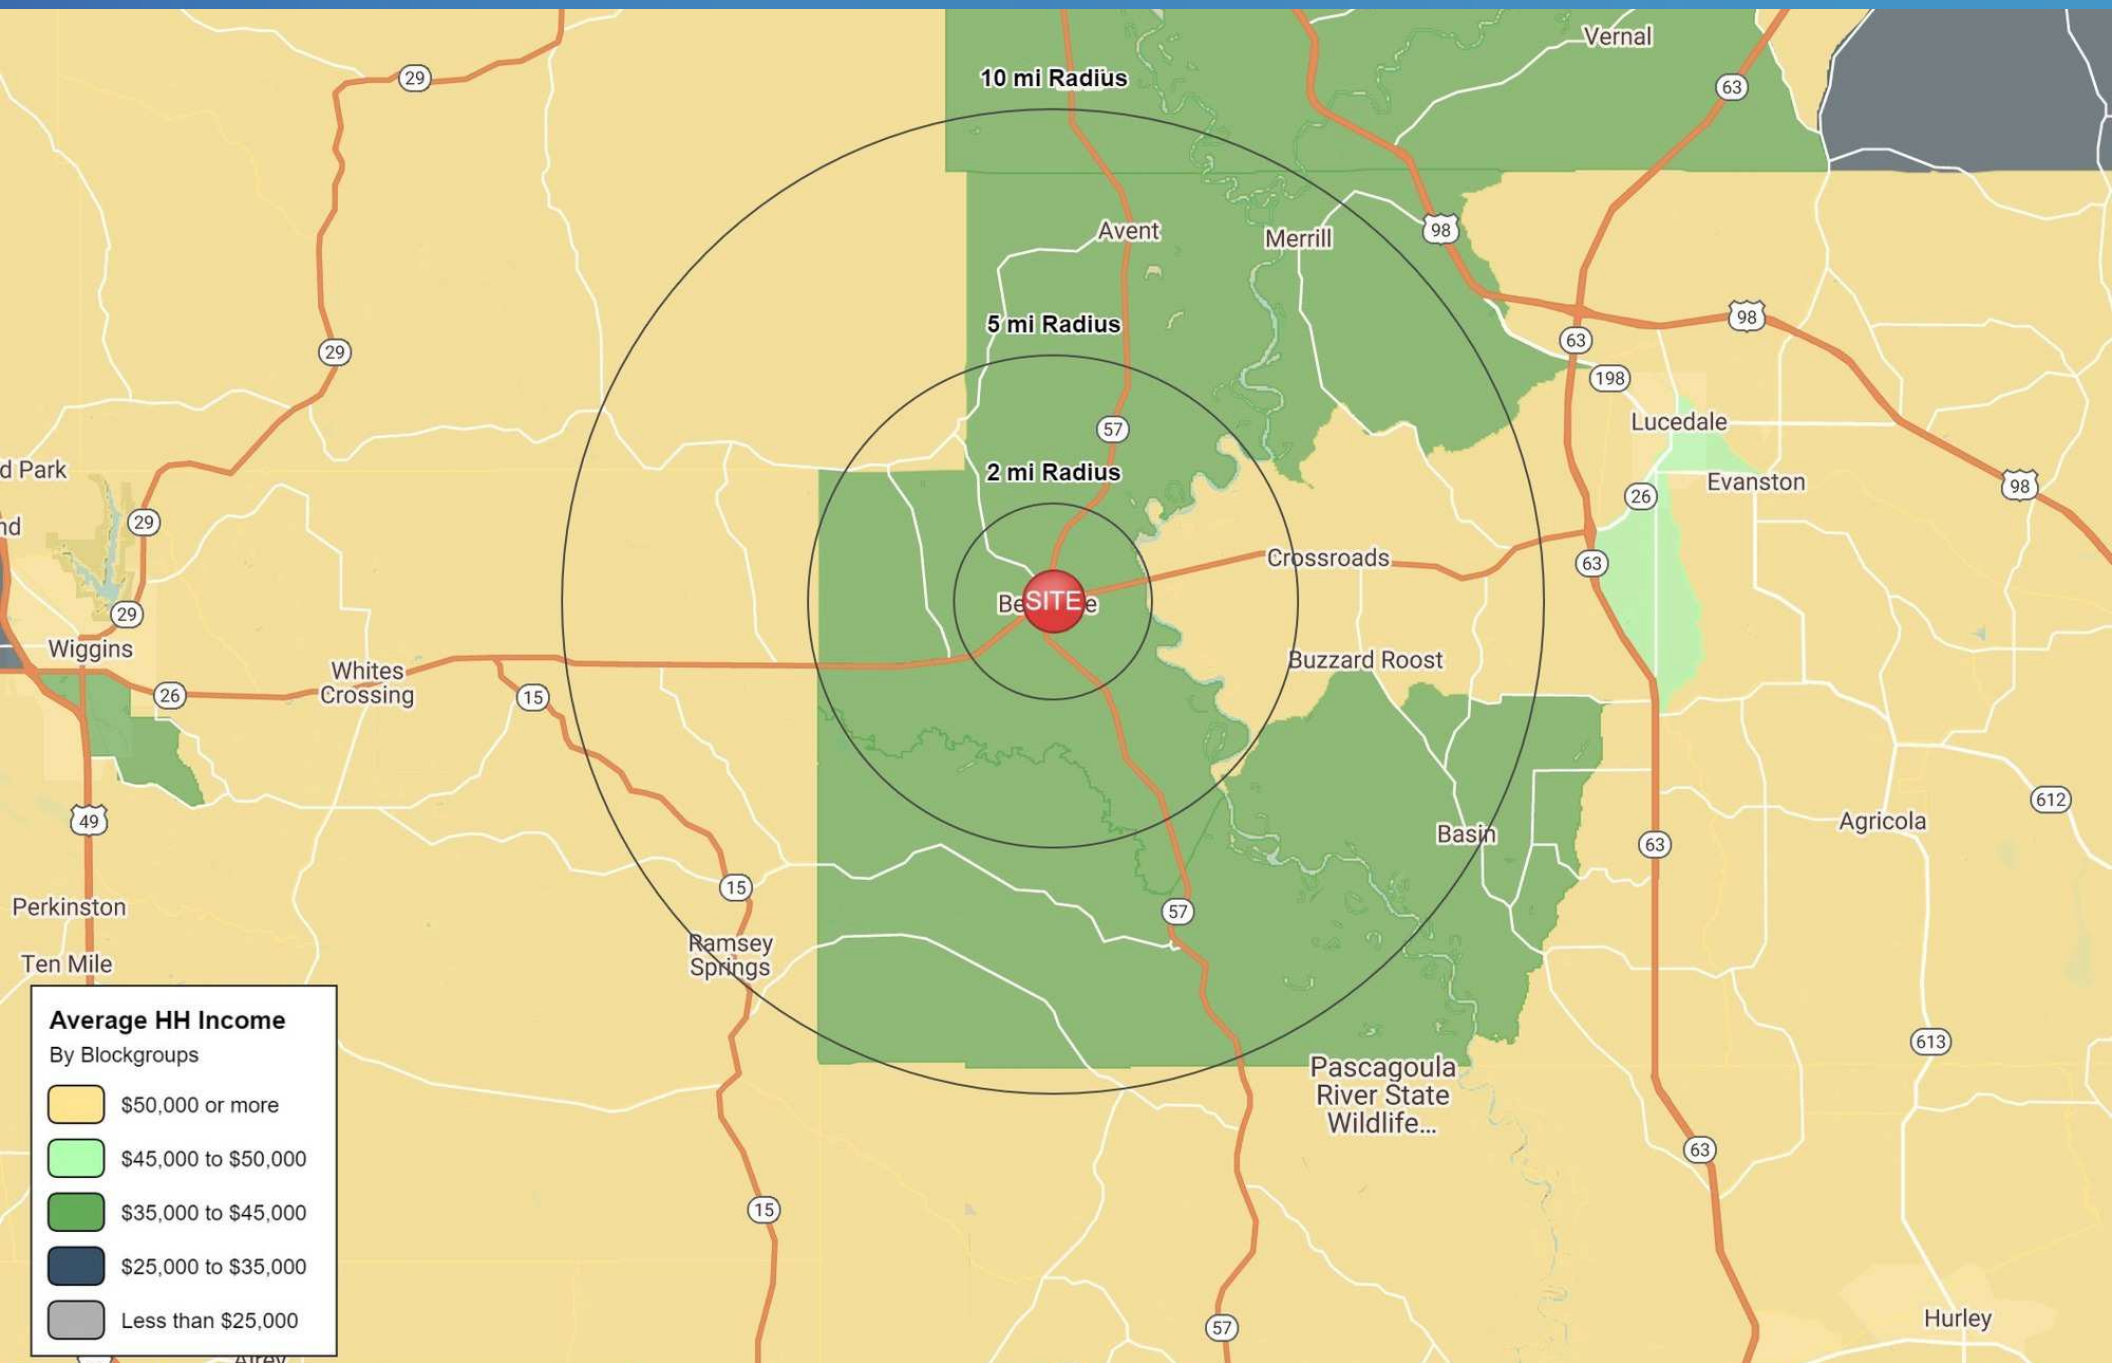 Vernal
29
10 mi Radius
63
Avent
Merrill
98
5 mi Radius
98
63
29
198
Lucedale
57
d Park
2 mi Radius
Evanston
98
26
29
nd
Crossroads
63
SITE
29
Wiggins
Buzzard Roost
Whites
Crossing
26
15
612
49
Agricola
Basin
63
15
Perkinston
57
Ramsey
Springs
Ten Mile
Average HH Income
By Blockgroups
$50,000 or more
$45,000 to $50,000
$35,000 to $45,000
$25,000 to $35,000
Less than $25,000
613
Pascagoula
River State
Wildlife...
63
15
57
Hurley